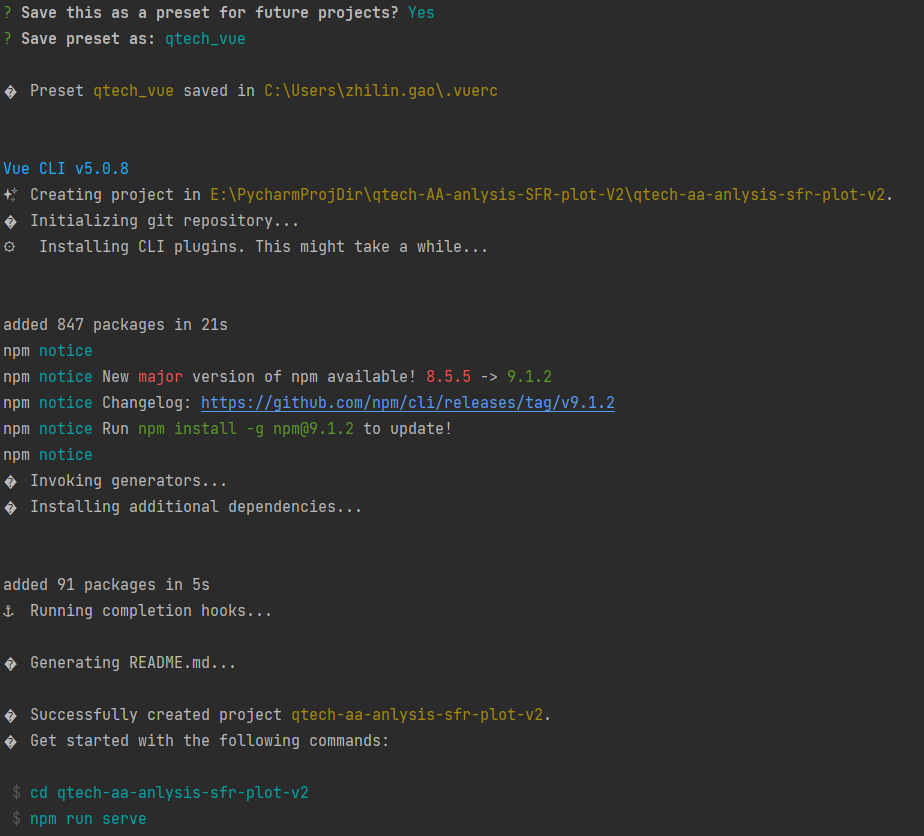 ? Save this as a preset for future projects? Yes
? Save preset as: qtech_vue
� Preset qtech_vue saved in C:\Users\zhilin.gao\.vuerc
Vue CLI v5.0.8
✨ Creating project in E:\PycharmProjDir\qtech-AA-anlysis-SFR-plot-V2\qtech-aa-anlysis-sfr-plot-v2.
� Initializing git repository...
⚙ Installing CLI plugins. This might take a while...
added 847 packages in 21s
npm notice
npm notice New major version of npm available! 8.5.5 -> 9.1.2
npm notice Changelog: https://github.com/npm/cli/releases/tag/v9.1.2
npm notice Run npm install -g npm@9.1.2 to update!
npm notice
� Invoking generators...
� Installing additional dependencies...
added 91 packages in 5s
⚓ Running completion hooks...
� Generating README.md...
� Successfully created project qtech-aa-anlysis-sfr-plot-v2.
� Get started with the following commands:
$ cd qtech-aa-anlysis-sfr-plot-v2
$ npm run serve